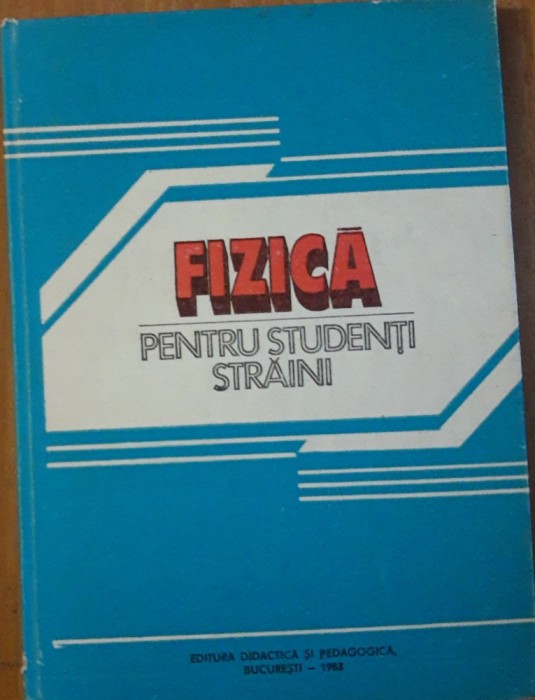 FIZICĂ
PENTRU STUDENȚI
STRĂINI
EDITURA DIDACTICĂ ȘI PEDAGOGICĂ,
BUCUREȘTI – 1983